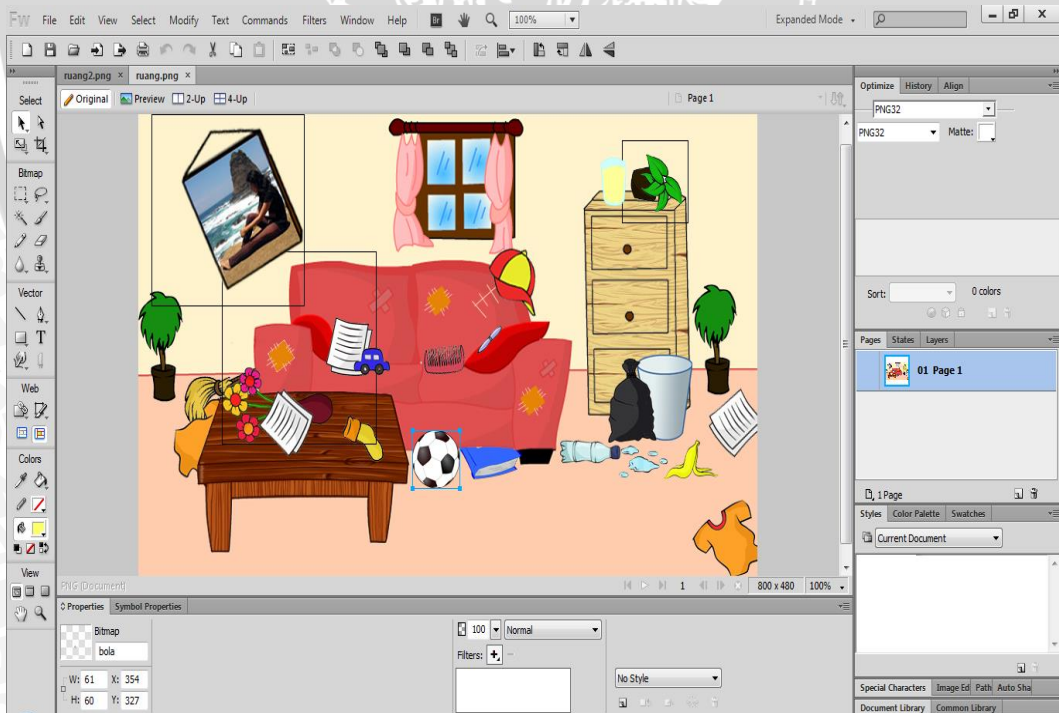 Fw File Edit View Select Modify Text Commands Filters Window Help Br 100% Expanded Mode
ruang2.png × ruang.png ×
Original Preview 2-Up 4-Up Page 1
Select
Bitmap
Vector
T
Web
Colors
View
PNG (Document)
1 800 x 480 100%
Properties Symbol Properties
Bitmap
bola
W: 61 X: 354
H: 60 Y: 327
100 Normal
Filters:
No Style
Optimize History Align
PNG32
PNG32 Matte:
Sort: 0 colors
Pages States Layers
01 Page 1
1 Page
Styles Color Palette Swatches
Current Document
Special Characters Image Ed Path Auto Sha
Document Library Common Library